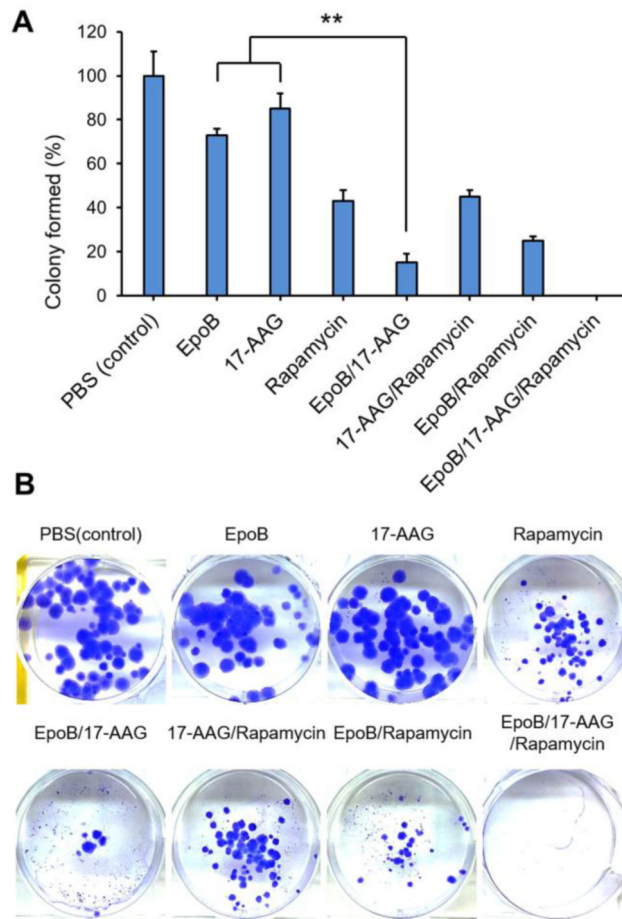 A
**
Colony formed (%)
120
100
80
60
40
20
0
PBS (control)
EpoB
17-AAG
Rapamycin
EpoB/17-AAG
17-AAG/Rapamycin
EpoB/Rapamycin
EpoB/17-AAG/Rapamycin
B
PBS(control) EpoB 17-AAG Rapamycin
EpoB/17-AAG 17-AAG/Rapamycin EpoB/Rapamycin EpoB/17-AAG
/Rapamycin